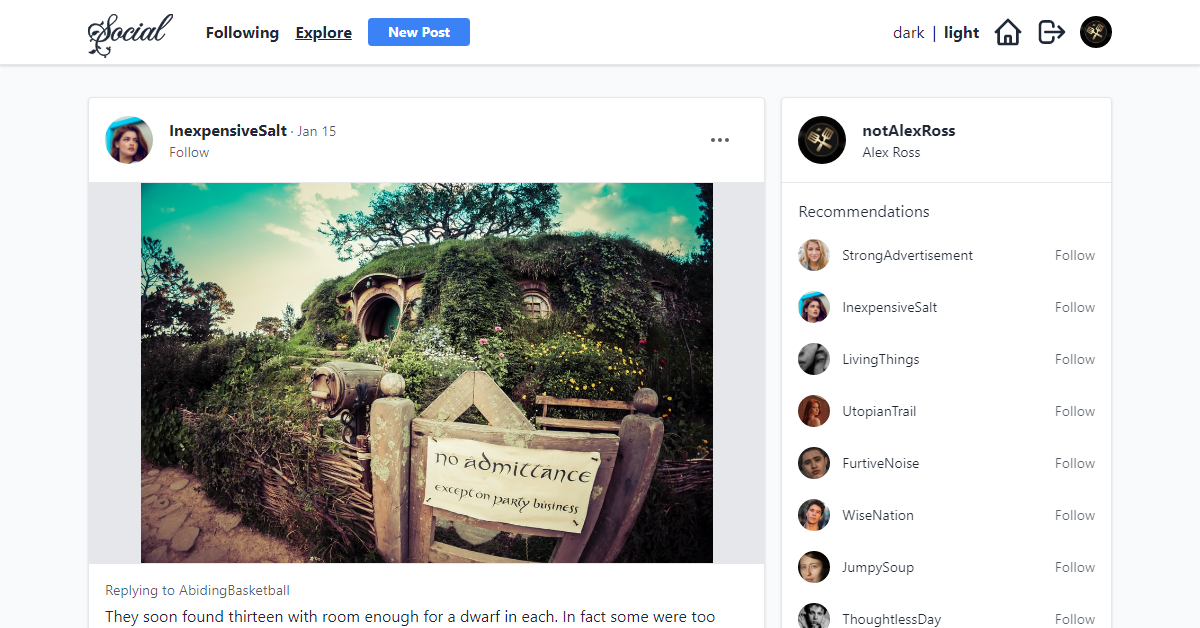 Social
Following Explore New Post
dark | light
InexpensiveSalt · Jan 15
Follow
no admittance
except on party business
Replying to AbidingBasketball
They soon found thirteen with room enough for a dwarf in each. In fact some were too
notAlexRoss
Alex Ross
Recommendations
StrongAdvertisement Follow
InexpensiveSalt Follow
LivingThings Follow
UtopianTrail Follow
FurtiveNoise Follow
WiseNation Follow
JumpySoup Follow
ThoughtlessDay Follow